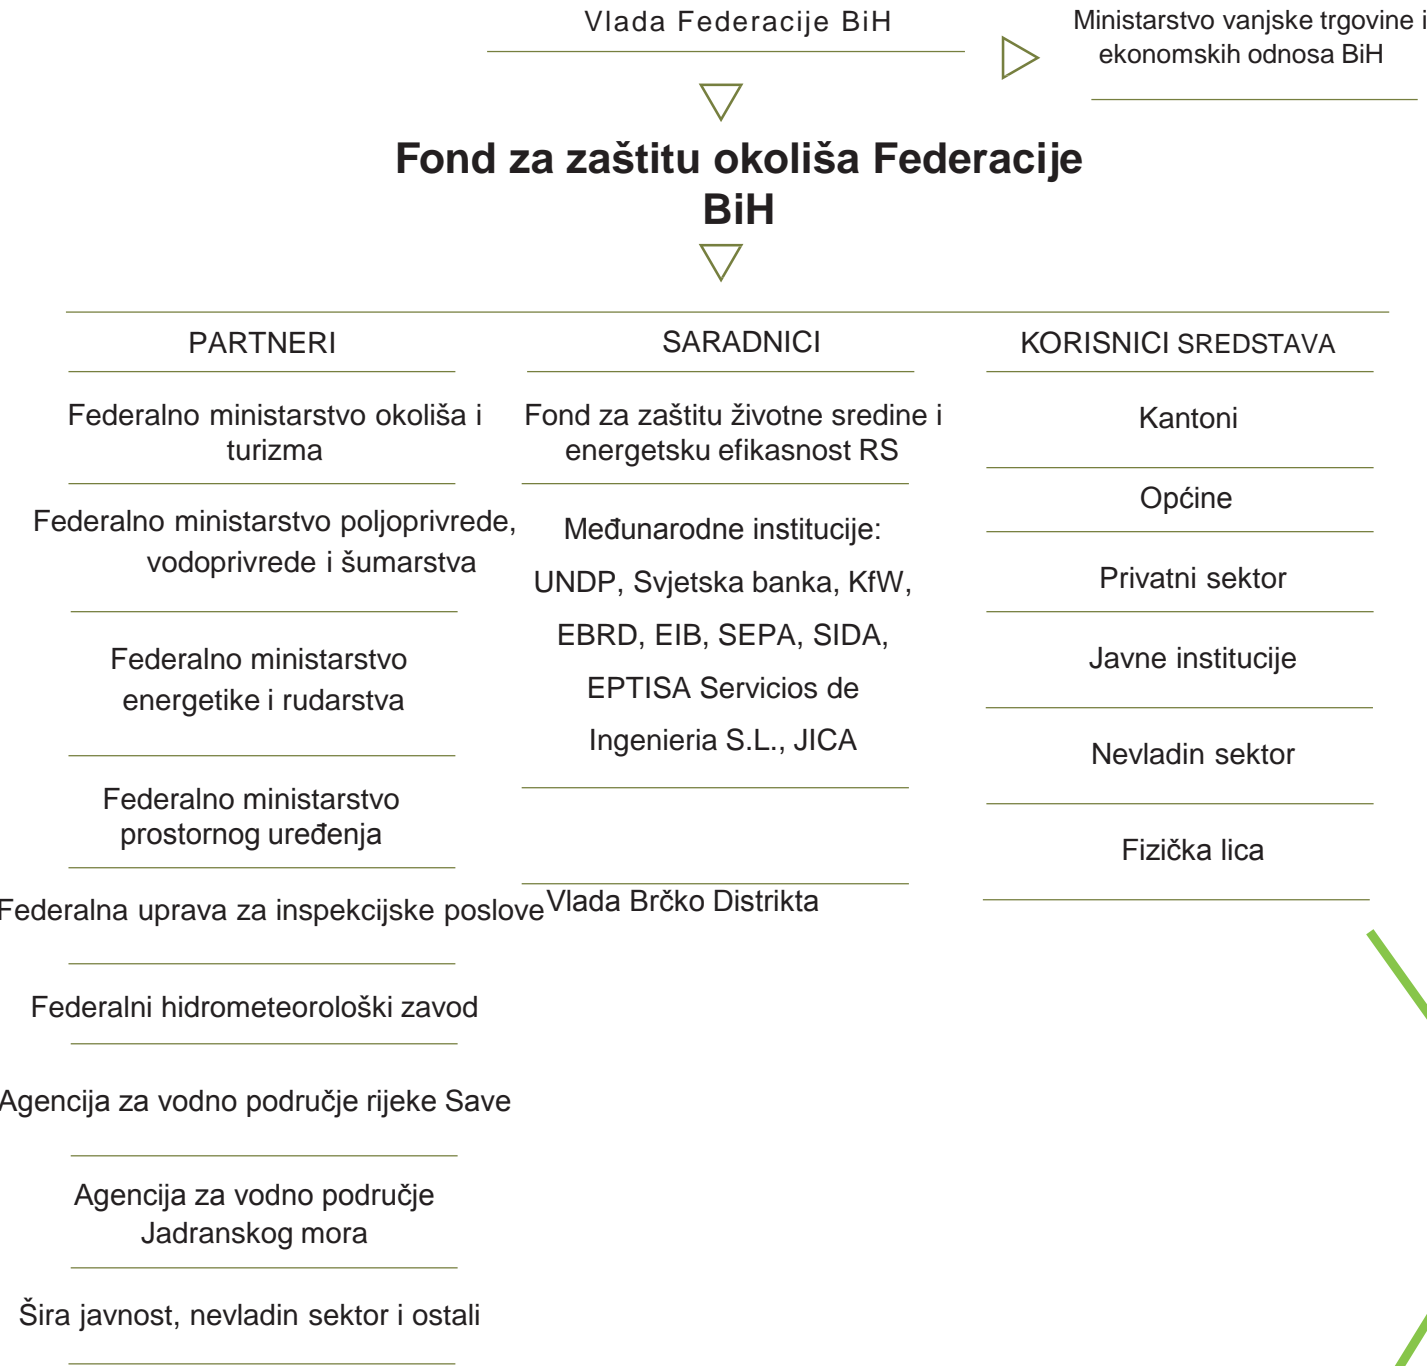 Vlada Federacije BiH
Ministarstvo vanjske trgovine i
ekonomskih odnosa BiH
Fond za zaštitu okoliša Federacije
BiH
PARTNERI
Federalno ministarstvo okoliša i
turizma
Federalno ministarstvo poljoprivrede,
vodoprivrede i šumarstva
Federalno ministarstvo
energetike i rudarstva
Federalno ministarstvo
prostornog uređenja
Federalna uprava za inspekcijske poslove
Federalni hidrometeorološki zavod
Agencija za vodno područje rijeke Save
Agencija za vodno područje
Jadranskog mora
Šira javnost, nevladin sektor i ostali
SARADNICI
Fond za zaštitu životne sredine i
energetsku efikasnost RS
Međunarodne institucije:
UNDP, Svjetska banka, KfW,
EBRD, EIB, SEPA, SIDA,
EPTISA Servicios de
Ingenieria S.L., JICA
Vlada Brčko Distrikta
KORISNICI SREDSTAVA
Kantoni
Općine
Privatni sektor
Javne institucije
Nevladin sektor
Fizička lica